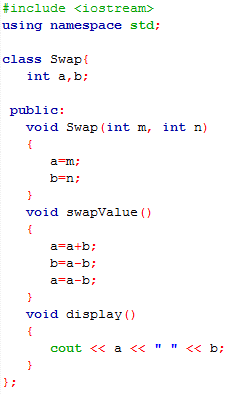 #include <iostream>
using namespace std;
class Swap{
int a,b;
public:
void Swap(int m, int n)
{
a=m;
b=n;
}
void swapValue()
{
a=a+b;
b=a-b;
a=a-b;
}
void display()
{
cout << a << " " << b;
}
};